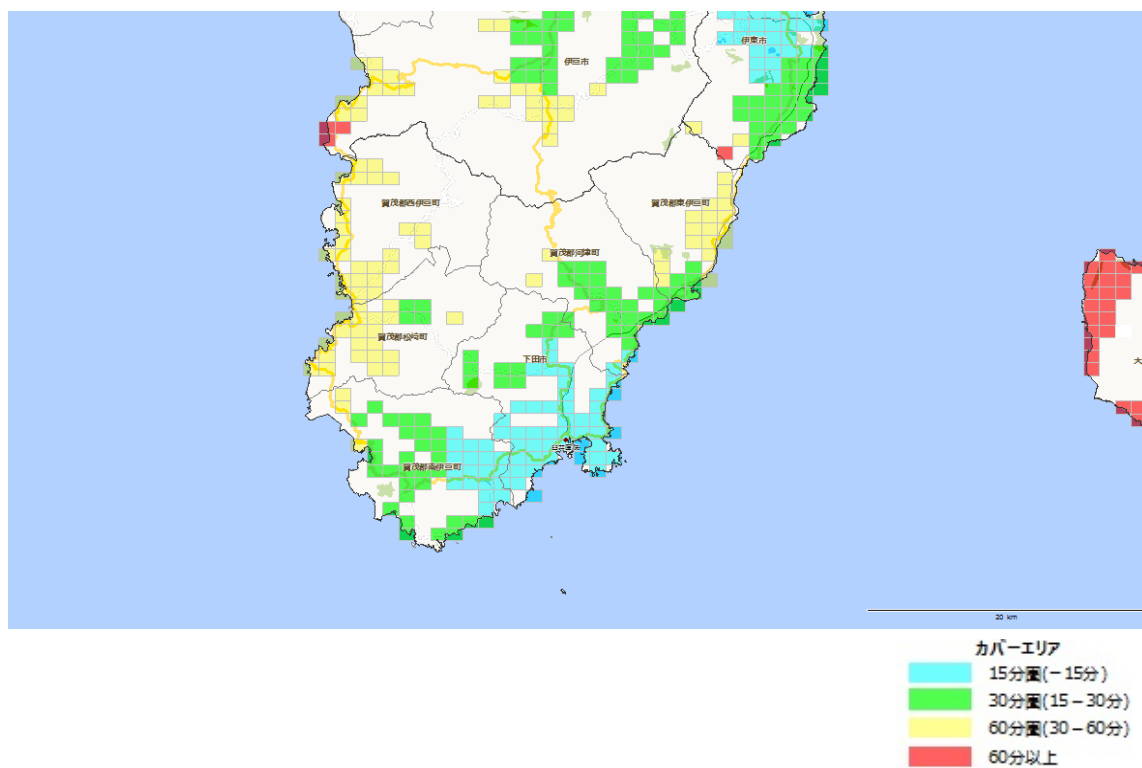 伊東市
伊豆市
賀茂郡西伊豆町
賀茂郡東伊豆町
賀茂郡河津町
賀茂郡松崎町
下田市
大
賀茂郡南伊豆町
20 km
カバーエリア
15分圏(-15分)
30分圏(15-30分)
60分圏(30-60分)
60分以上